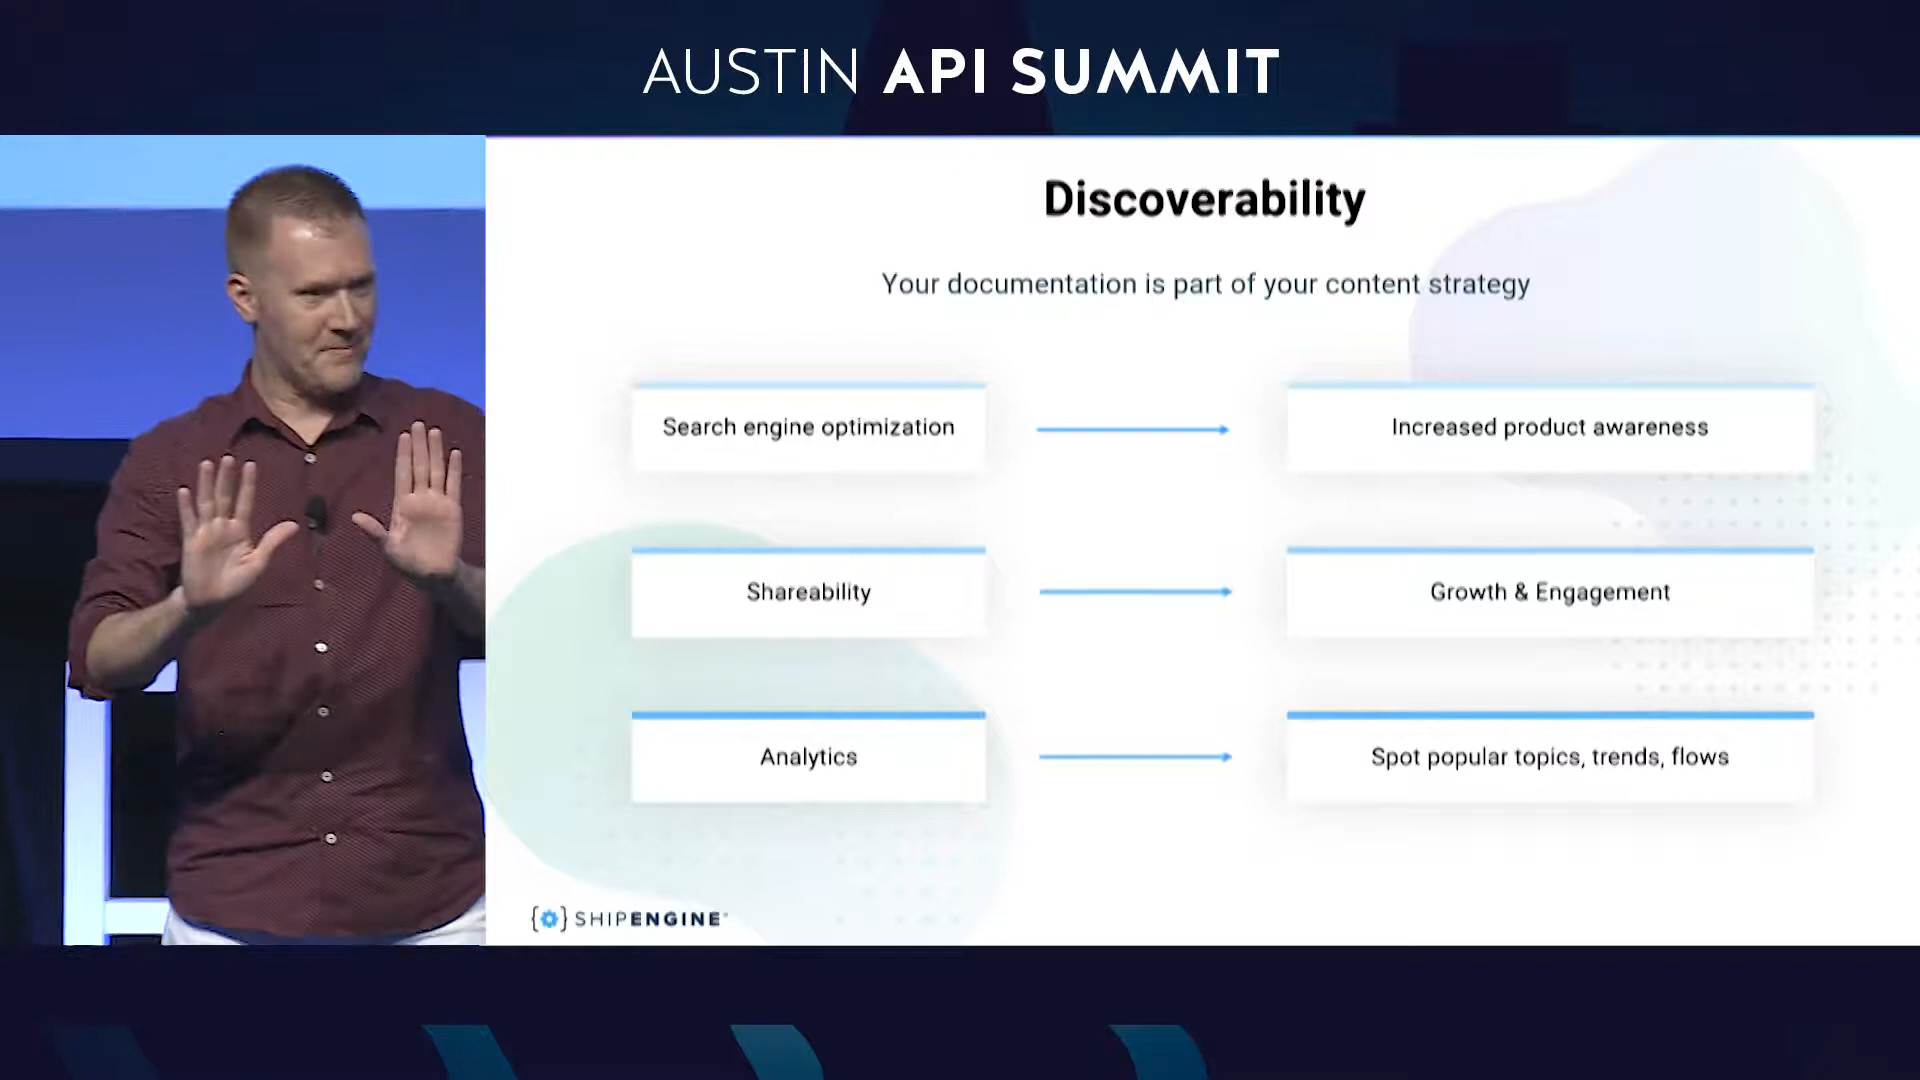 AUSTIN API SUMMIT
Discoverability
Your documentation is part of your content strategy
Search engine optimization
Increased product awareness
Shareability
Growth & Engagement
Analytics
Spot popular topics, trends, flows
{⚙} SHIPENGINE